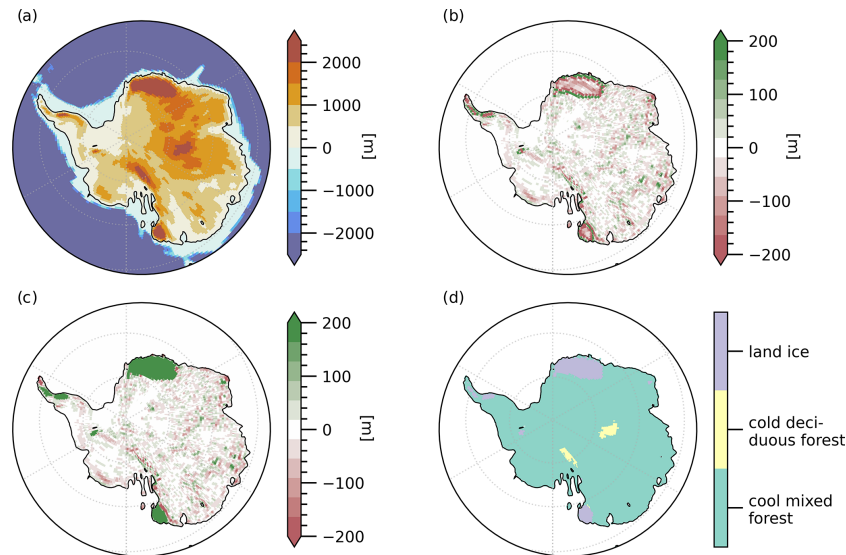 (a)
2000
1000
0
−1000
−2000
[m]
(b)
200
100
0
−100
−200
[m]
(c)
200
100
0
−100
−200
[m]
(d)
land ice
cold deci-
duous forest
cool mixed
forest